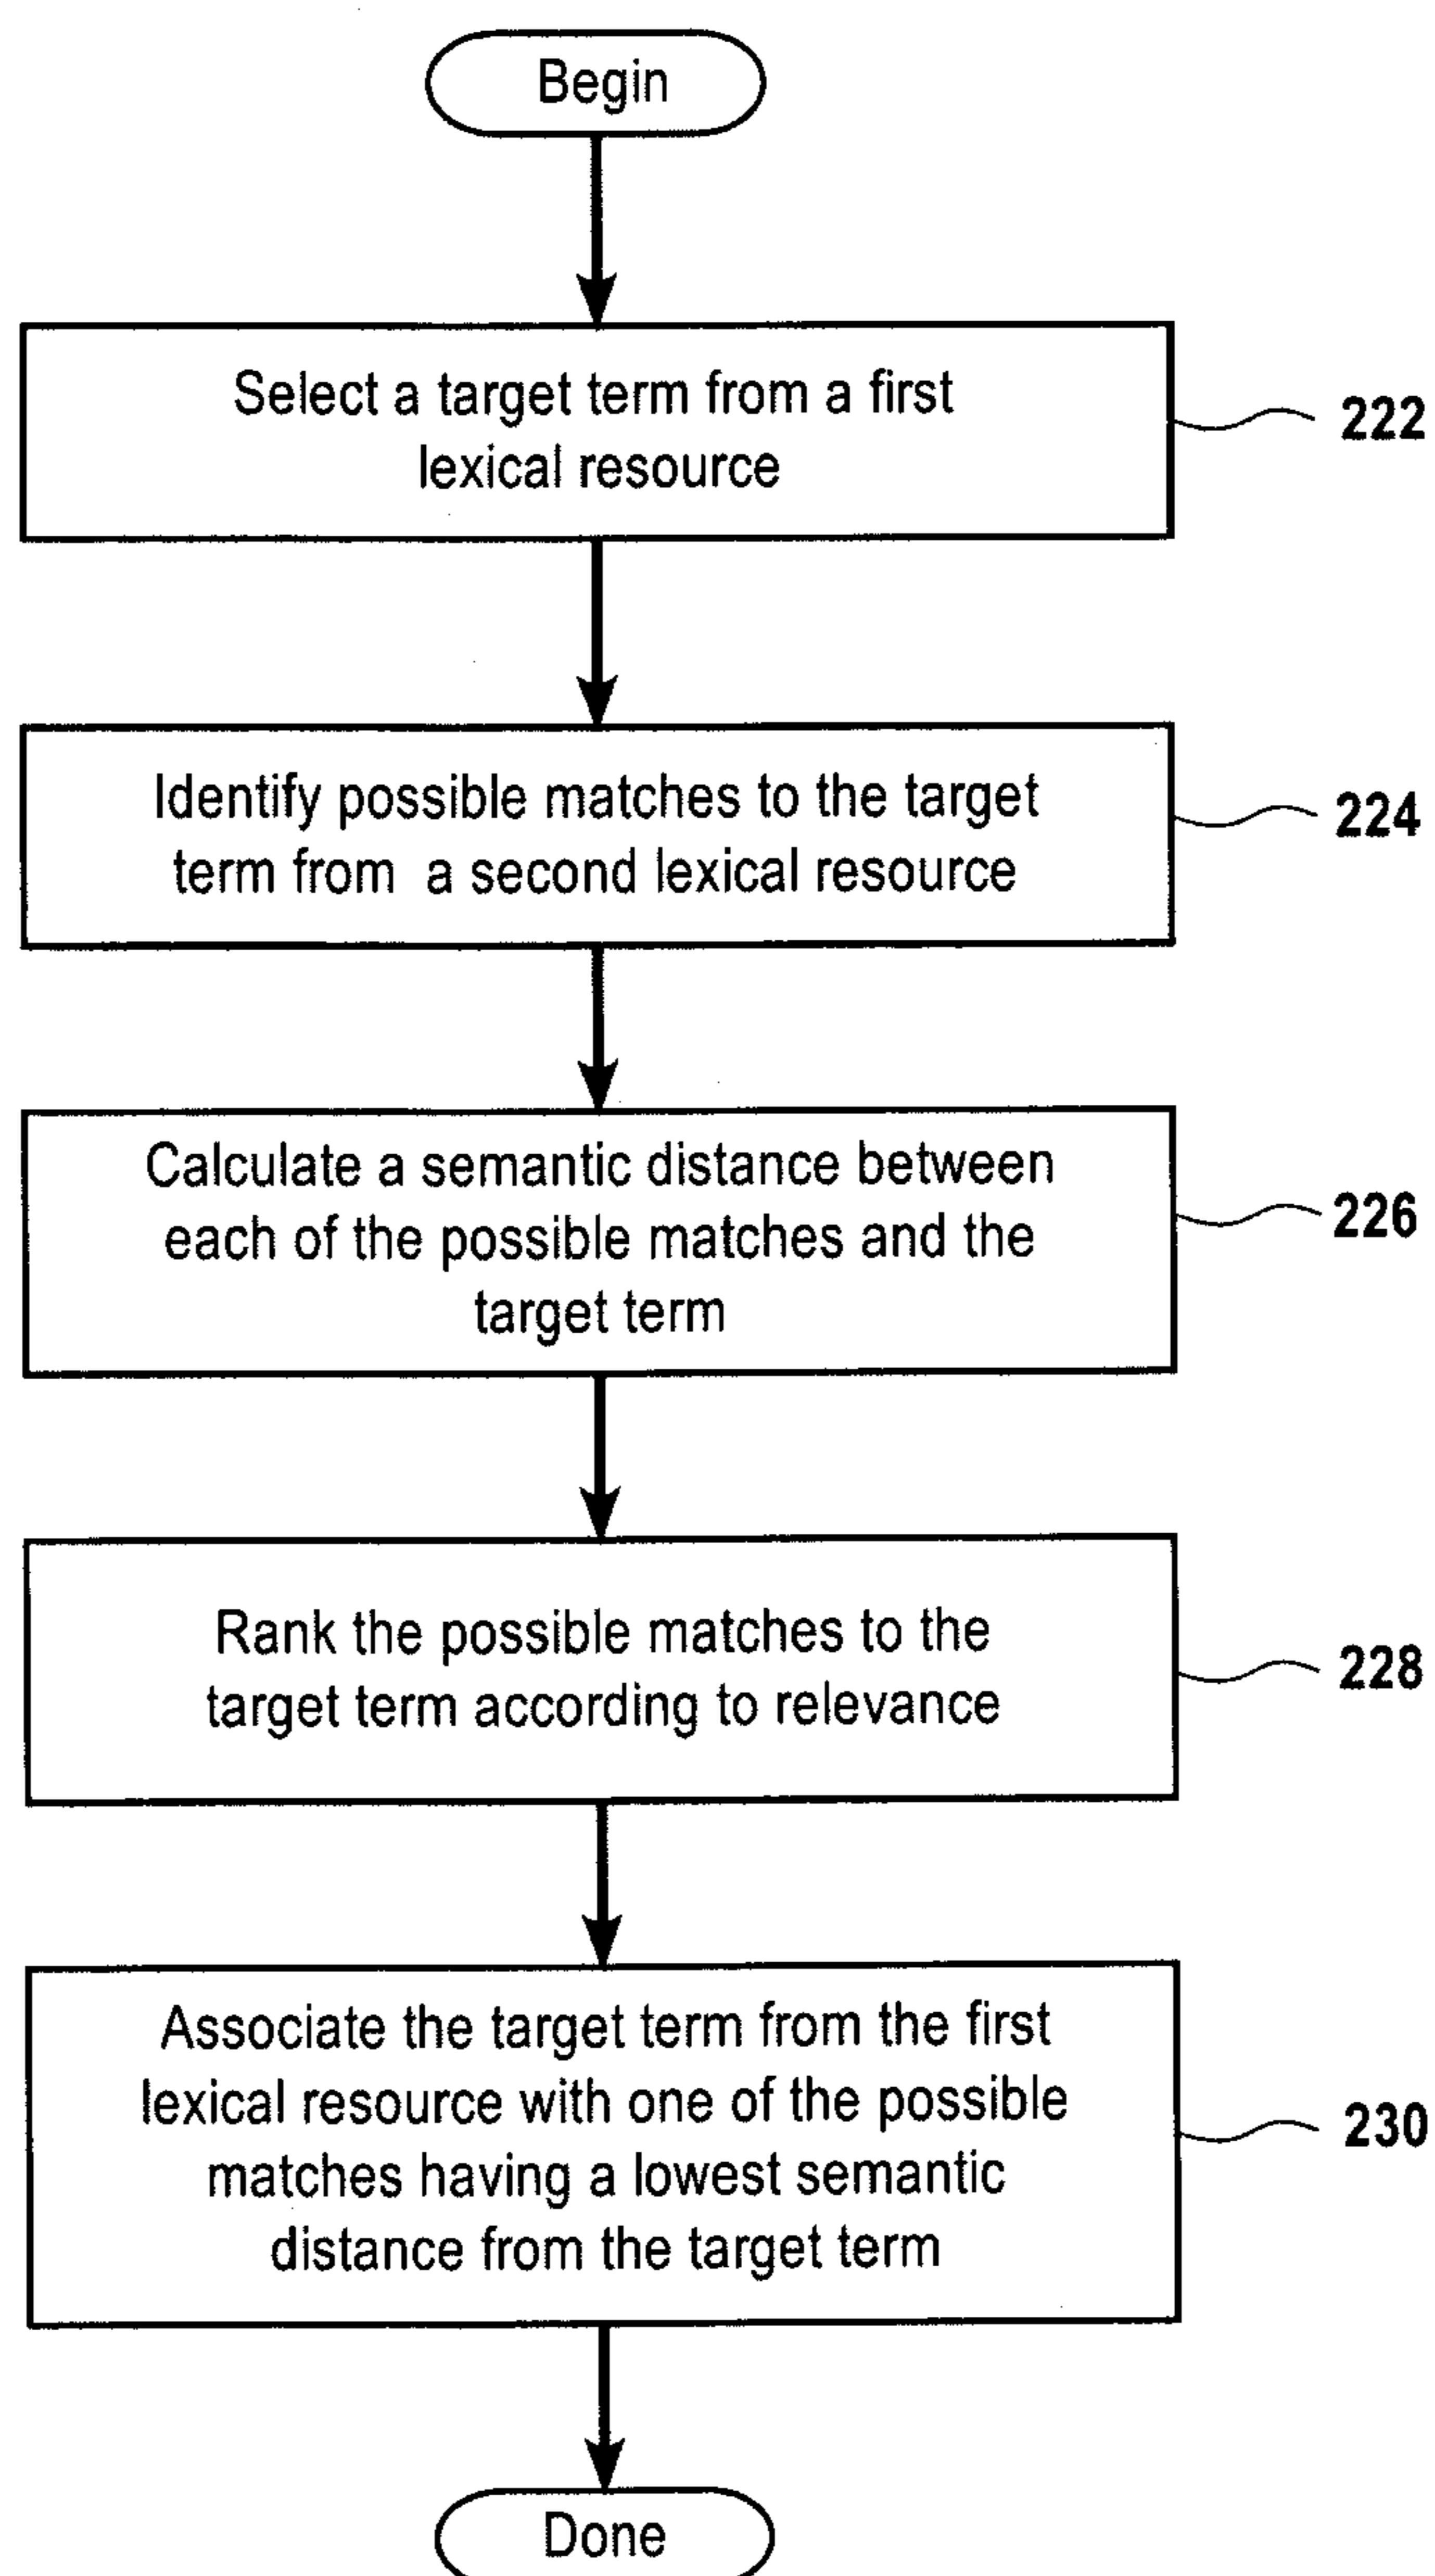 Begin
Select a target term from a first
lexical resource
222
Identify possible matches to the target
term from a second lexical resource
224
Calculate a semantic distance between
each of the possible matches and the
target term
226
Rank the possible matches to the
target term according to relevance
228
Associate the target term from the first
lexical resource with one of the possible
matches having a lowest semantic
distance from the target term
230
Done